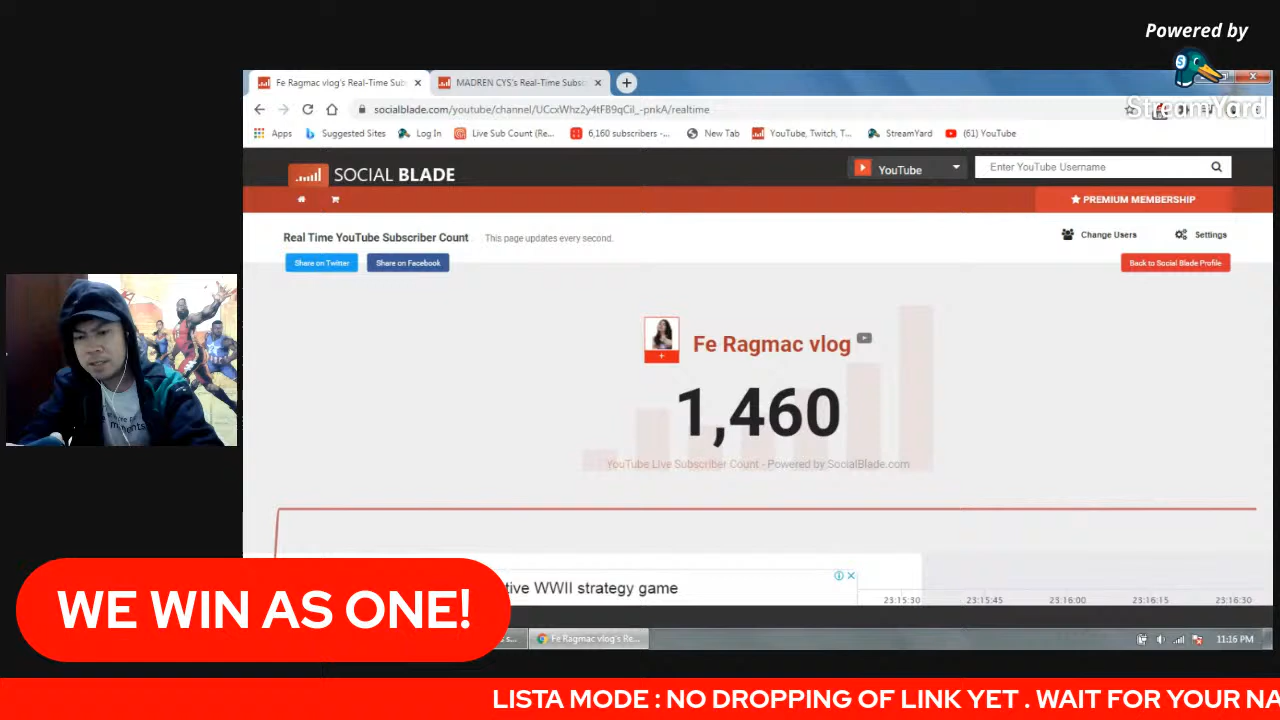 Powered by
StreamYard
Fe Ragmac vlog's Real-Time Sub
MADREN CYS's Real-Time Subs
socialblade.com/youtube/channel/UCcxWhz2y4tFB9qCil_-pnkA/realtime
Apps
Suggested Sites
Log In
Live Sub Count (Re...
6,160 subscribers -...
New Tab
YouTube, Twitch, T...
StreamYard
(61) YouTube
SOCIAL BLADE
YouTube
Enter YouTube Username
PREMIUM MEMBERSHIP
Real Time YouTube Subscriber Count
This page updates every second.
Change Users
Settings
Share on Twitter
Share on Facebook
Back to Social Blade Profile
Fe Ragmac vlog
1,460
YouTube Live Subscriber Count - Powered by SocialBlade.com
tive WWII strategy game
23:15:30
23:15:45
23:16:00
23:16:15
23:16:30
WE WIN AS ONE!
s...
Fe Ragmac vlog's Re...
11:16 PM
LISTA MODE : NO DROPPING OF LINK YET . WAIT FOR YOUR NA